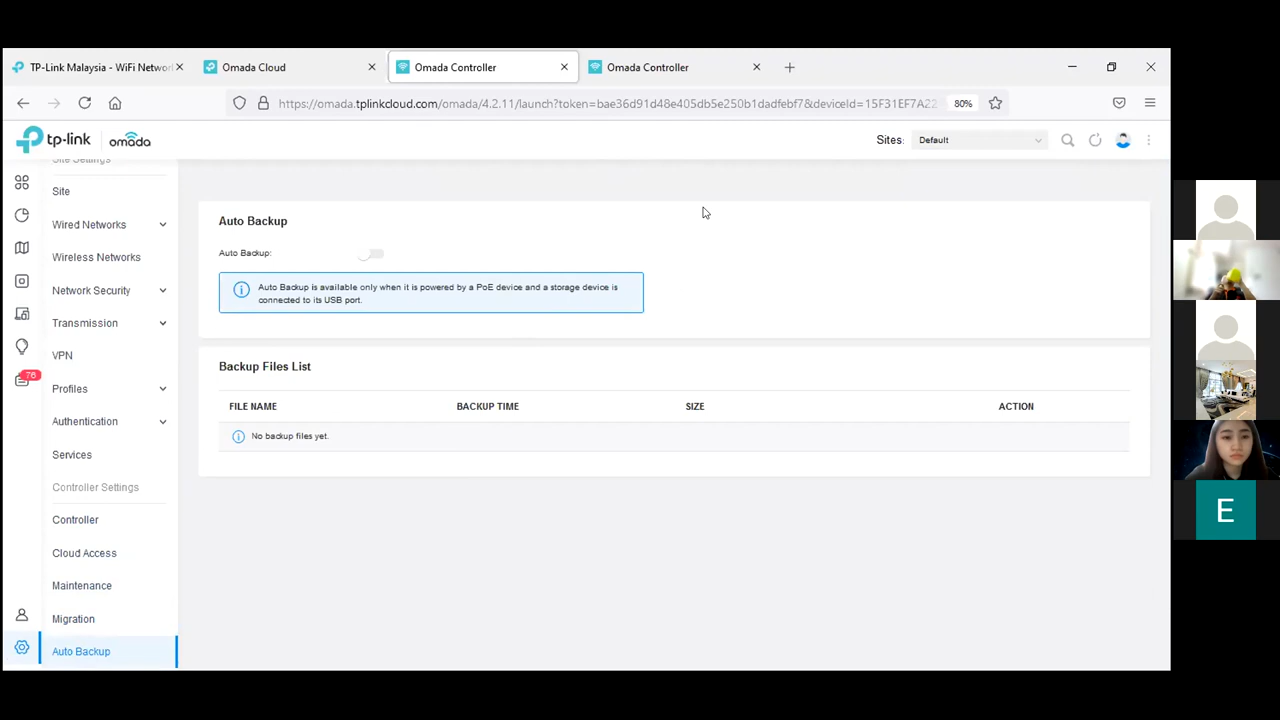 TP-Link Malaysia - WiFi Networ
Omada Cloud
Omada Controller
Omada Controller
https://omada.tplinkcloud.com/omada/4.2.11/launch?token=bae36d91d48e405db5e250b1dadfebf7&deviceId=15F31EF7A22
80%
tp-link
omada
Sites:
Default
Site Settings
Site
Wired Networks
Wireless Networks
Network Security
Transmission
VPN
76
Profiles
Authentication
Services
Controller Settings
Controller
Cloud Access
Maintenance
Migration
Auto Backup
Auto Backup
Auto Backup:
Auto Backup is available only when it is powered by a PoE device and a storage device is
connected to its USB port.
Backup Files List
FILE NAME BACKUP TIME SIZE ACTION
No backup files yet.
E